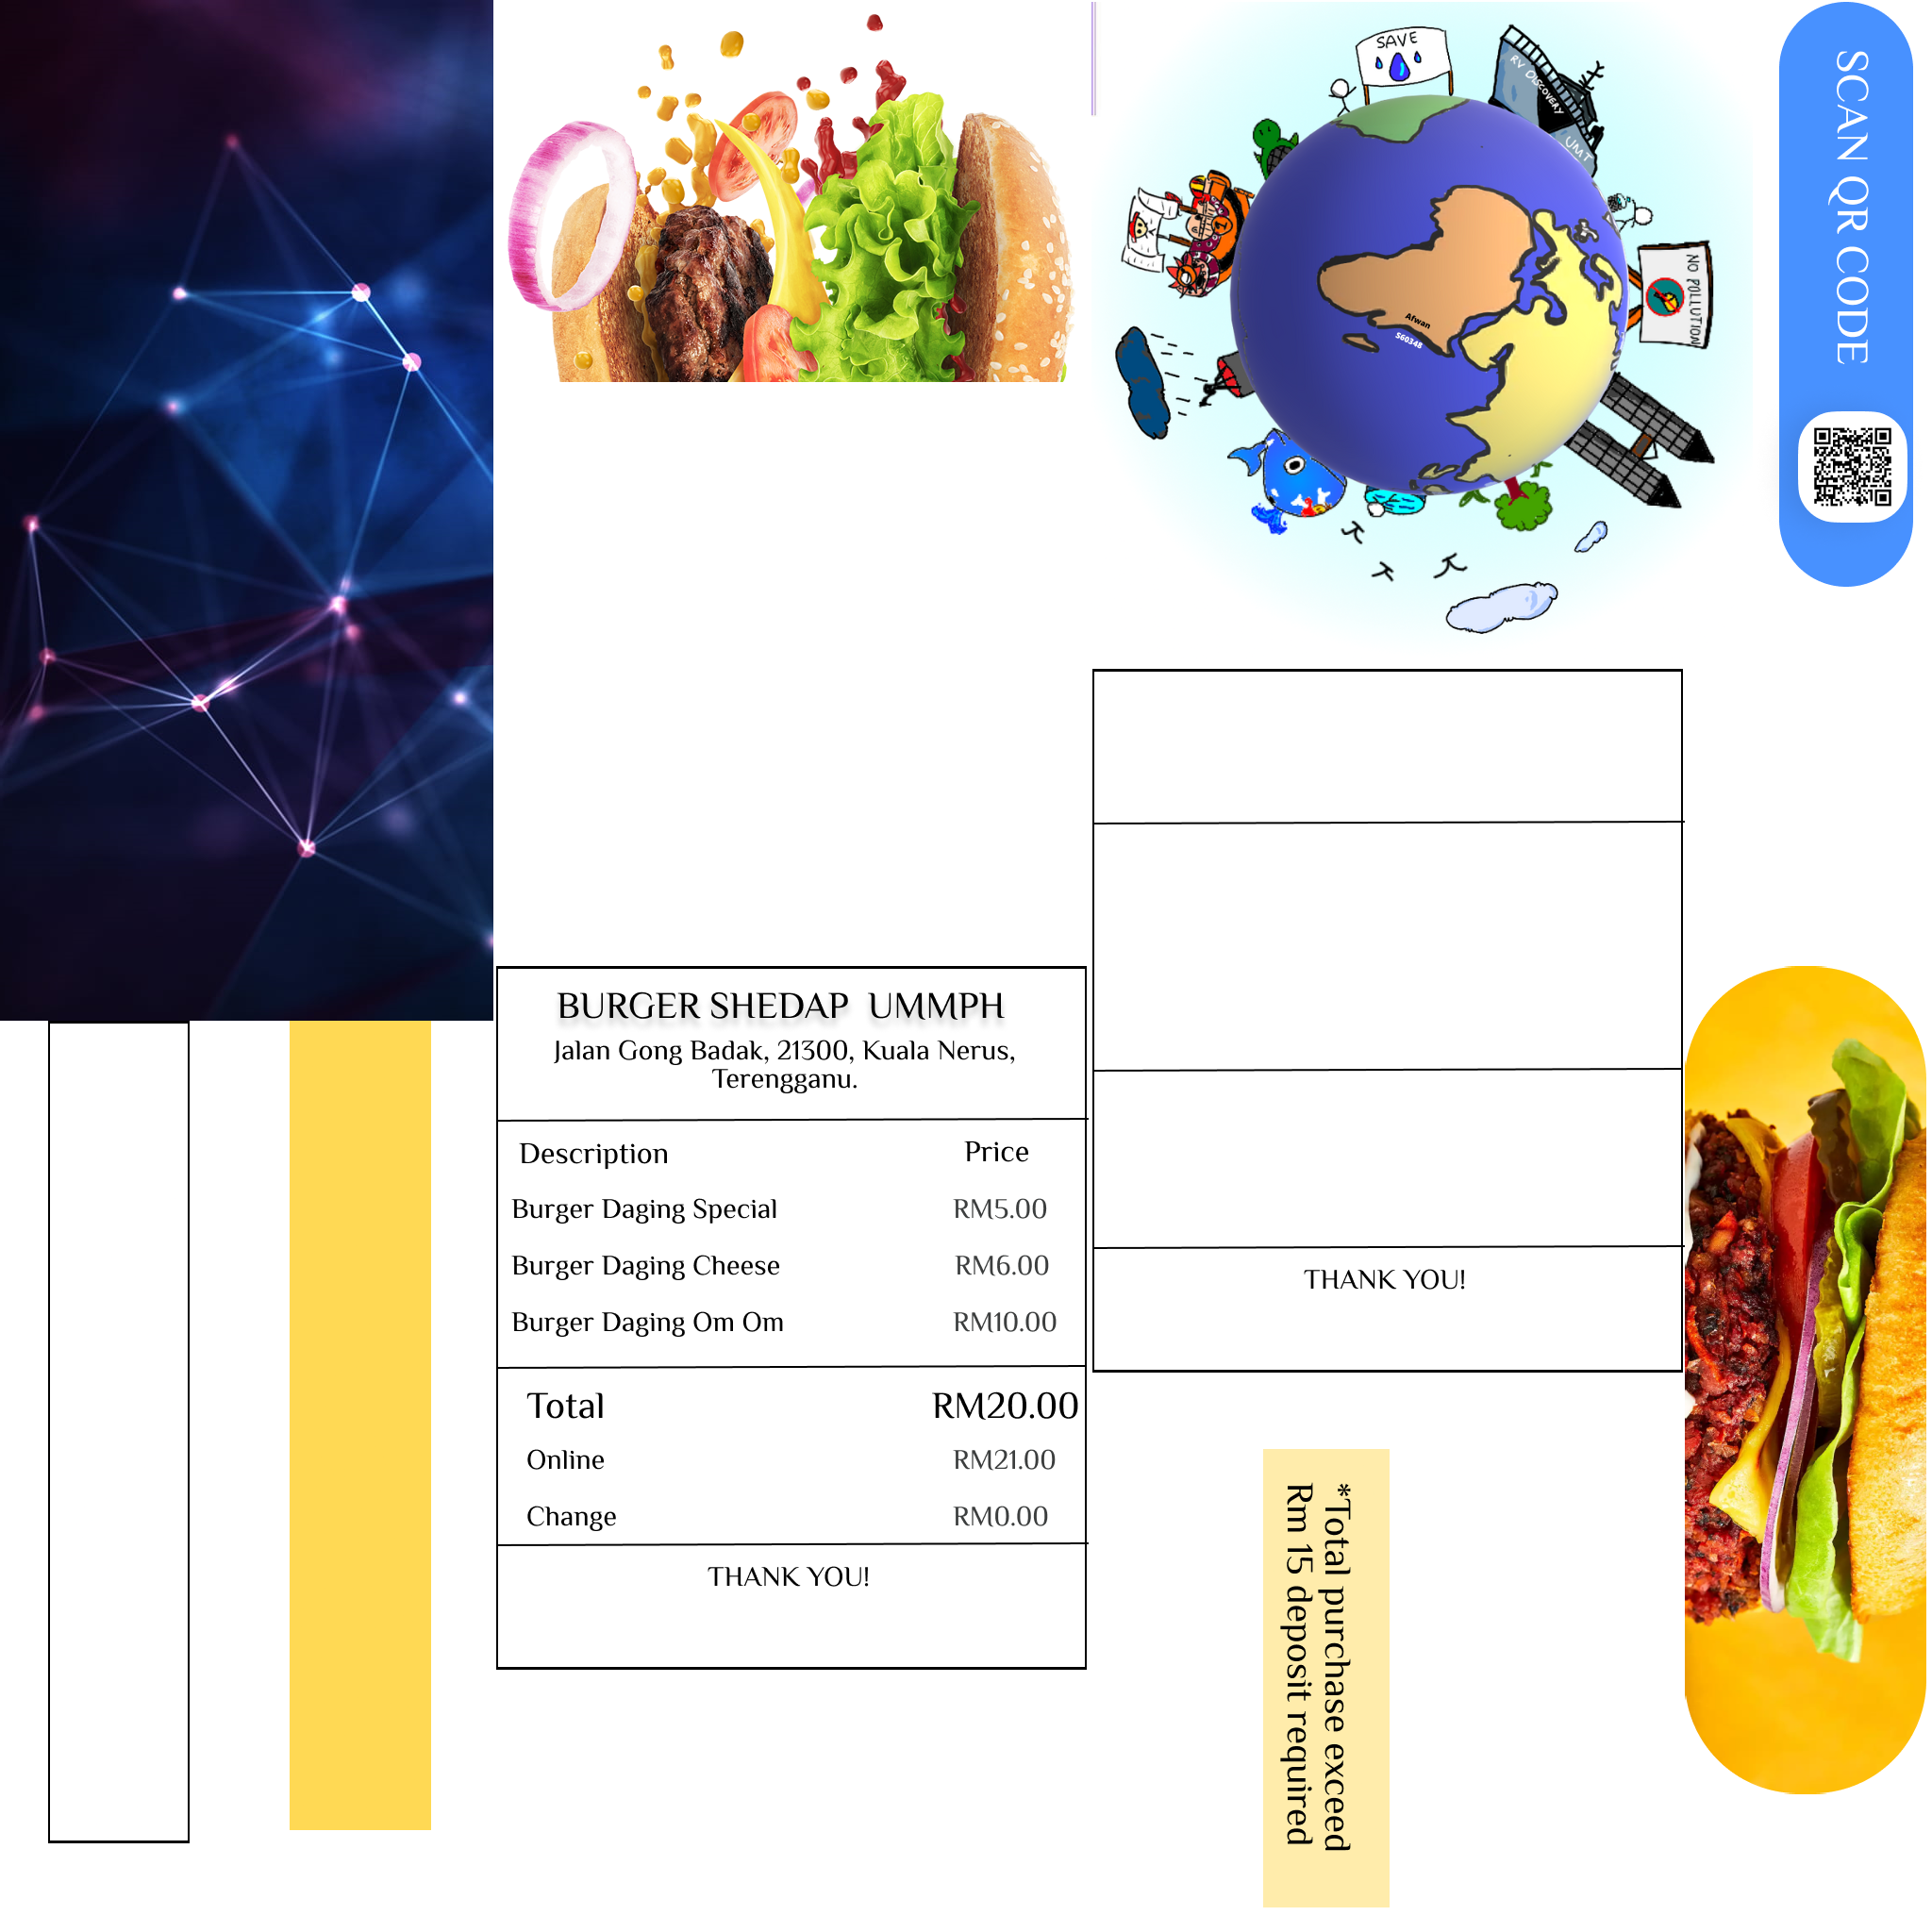 SAVE
RV DISCOVERY
UMT
NO POLLUTION
Afwan
S60348
SCAN QR CODE
BURGER SHEDAP  UMMPH
Jalan Gong Badak, 21300, Kuala Nerus,
Terengganu.
Description Price
Burger Daging Special RM5.00
Burger Daging Cheese RM6.00
Burger Daging Om Om RM10.00
Total RM20.00
Online RM21.00
Change RM0.00
THANK YOU!
THANK YOU!
*Total purchase exceed
Rm 15 deposit required